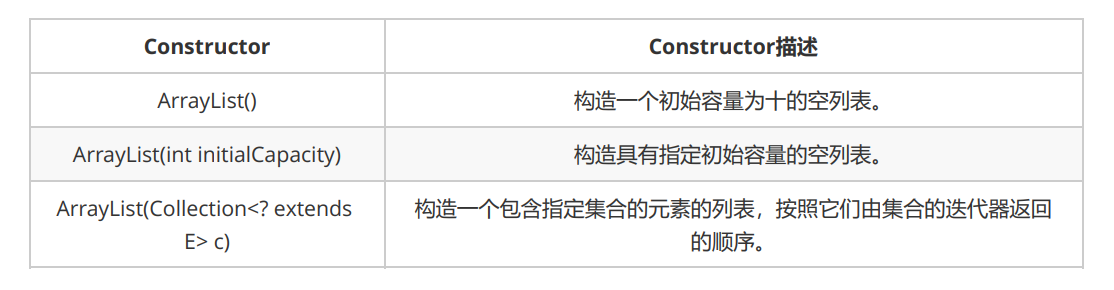 Constructor Constructor描述
ArrayList() 构造一个初始容量为十的空列表。
ArrayList(int initialCapacity) 构造具有指定初始容量的空列表。
ArrayList(Collection<? extends
E> c)
构造一个包含指定集合的元素的列表，按照它们由集合的迭代器返回
的顺序。